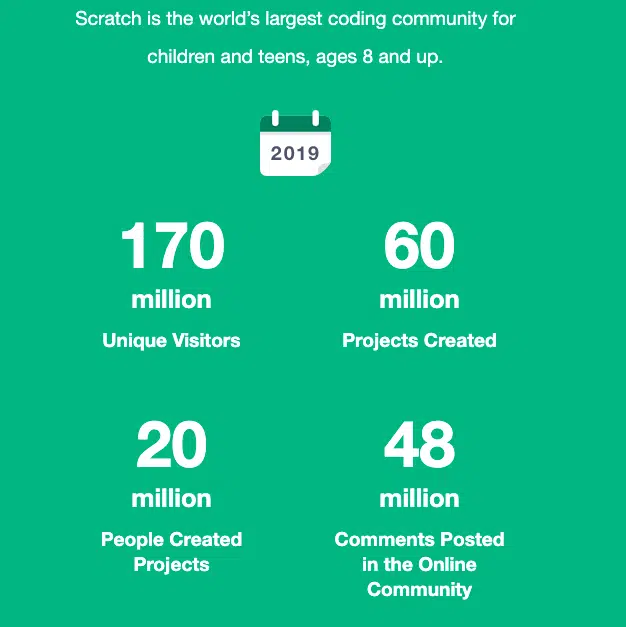 Scratch is the world’s largest coding community for
children and teens, ages 8 and up.
2019
170
million
Unique Visitors
60
million
Projects Created
20
million
People Created
Projects
48
million
Comments Posted
in the Online
Community